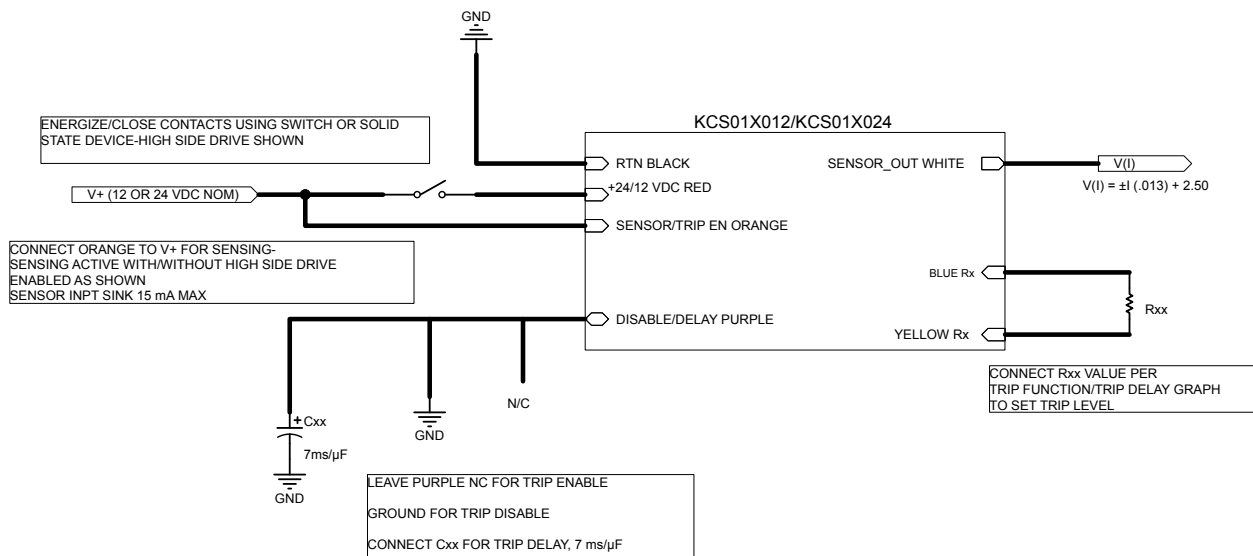 GND
ENERGIZE/CLOSE CONTACTS USING SWITCH OR SOLID
STATE DEVICE-HIGH SIDE DRIVE SHOWN
KCS01X012/KCS01X024
RTN BLACK
SENSOR_OUT WHITE
V(I)
V+ (12 OR 24 VDC NOM)
+24/12 VDC RED
V(I) = ±I (.013) + 2.50
SENSOR/TRIP EN ORANGE
CONNECT ORANGE TO V+ FOR SENSING-
SENSING ACTIVE WITH/WITHOUT HIGH SIDE DRIVE
ENABLED AS SHOWN
SENSOR INPT SINK 15 mA MAX
BLUE Rx
Rxx
DISABLE/DELAY PURPLE
YELLOW Rx
CONNECT Rxx VALUE PER
TRIP FUNCTION/TRIP DELAY GRAPH
TO SET TRIP LEVEL
N/C
GND
+
Cxx
7ms/µF
GND
LEAVE PURPLE NC FOR TRIP ENABLE
GROUND FOR TRIP DISABLE
CONNECT Cxx FOR TRIP DELAY, 7 ms/µF